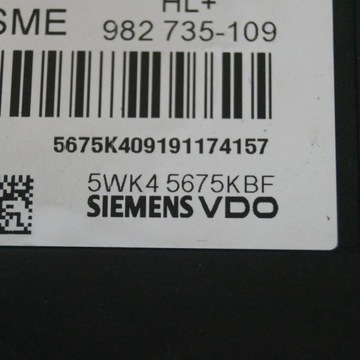 HL+
SME 982 735-109
5675K409191174157
5WK4 5675KBF
SIEMENS VDO